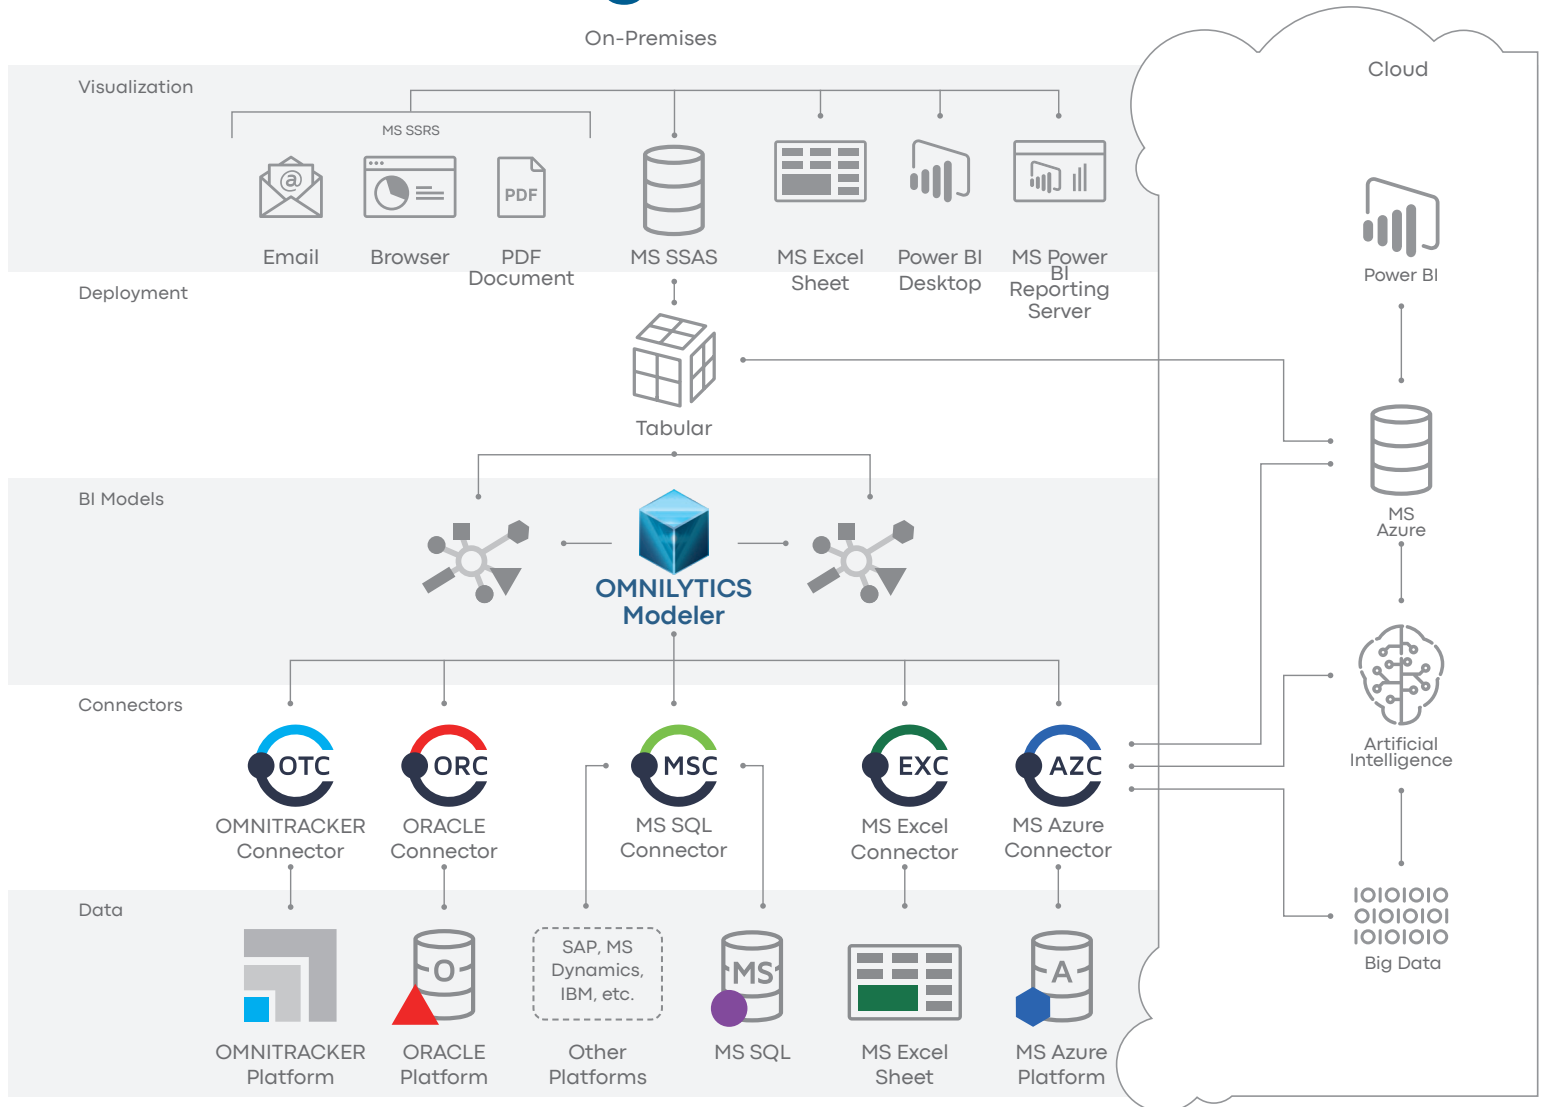 On-Premises
Cloud
Visualization
MS SSRS
@
PDF
Email
Browser
PDF
Document
MS SSAS
MS Excel
Sheet
Power BI
Desktop
MS Power
BI
Reporting
Server
Power BI
Deployment
Tabular
MS
Azure
BI Models
OMNILYTICS
Modeler
Connectors
OTC
ORC
MSC
EXC
AZC
OMNITRACKER
Connector
ORACLE
Connector
MS SQL
Connector
MS Excel
Connector
MS Azure
Connector
Artificial
Intelligence
Data
O
SAP, MS
Dynamics,
IBM, etc.
MS
A
IOIOIOIO
OIOIOIOI
IOIOIOIO
Big Data
OMNITRACKER
Platform
ORACLE
Platform
Other
Platforms
MS SQL
MS Excel
Sheet
MS Azure
Platform